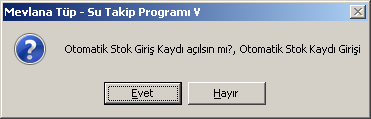 Mevlana Tüp - Su Takip Programı V
Otomatik Stok Giriş Kaydı açılsın mı?, Otomatik Stok Kaydı Girişi
Evet Hayır